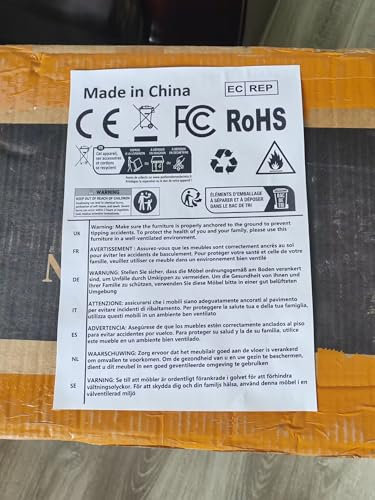 Made in China
EC REP
CE FC RoHS
FR
Cet appareil,
ses accessoires
et cordons
se recyclent
WARNING
KEEP OUT OF REACH OF CHILDREN
ÉLÉMENTS D'EMBALLAGE
À SÉPARER ET À DÉPOSER
DANS LE BAC DE TRI
UK Warning: Make sure the furniture is properly anchored to the ground to prevent
tipping accidents. To protect the health of you and your family, please use this
furniture in a well-ventilated environment.
FR AVERTISSEMENT : Assurez-vous que les meubles sont correctement ancrés au sol
pour éviter les accidents de basculement. Pour protéger votre santé et celle de votre
famille, veuillez utiliser ce meuble dans un environnement bien ventilé
DE WARNUNG: Stellen Sie sicher, dass die Möbel ordnungsgemäß am Boden verankert
sind, um Unfälle durch Umkippen zu vermeiden. Um die Gesundheit von Ihnen und
Ihrer Familie zu schützen, verwenden Sie diese Möbel bitte in einer gut belüfteten
Umgebung
IT ATTENZIONE: assicurarsi che i mobili siano adeguatamente ancorati al pavimento
per evitare incidenti di ribaltamento. Per proteggere la salute tua e della tua famiglia,
utilizza questi mobili in un ambiente ben ventilato
ES ADVERTENCIA: Asegúrese de que los muebles estén correctamente anclados al piso
para evitar accidentes por vuelco. Para proteger su salud y la de su familia, utilice
este mueble en un ambiente bien ventilado
NL WAARSCHUWING: Zorg ervoor dat het meubilair goed aan de vloer is verankerd
om omvallen te voorkomen. Om de gezondheid van u en uw gezin te beschermen,
dient u dit meubel in een goed geventileerde omgeving te gebruiken
SE VARNING: Se till att möbler är ordentligt förankrade i golvet för att förhindra
vältningsolyckor. För att skydda dig och din familjs hälsa, använd denna möbel i en
välventilerad miljö